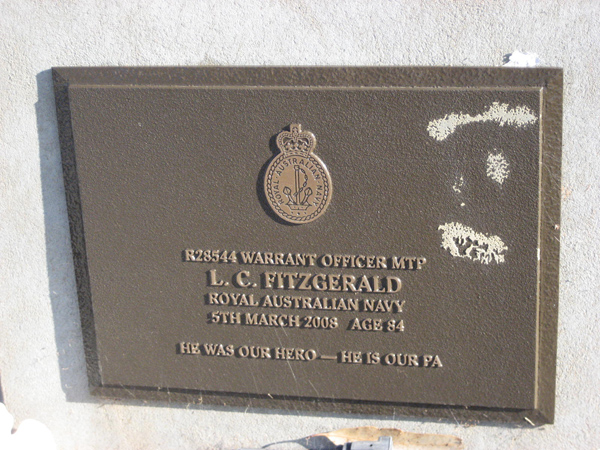 ROYAL AUSTRALIAN NAVY
R28544 WARRANT OFFICER MTP
L. C. FITZGERALD
ROYAL AUSTRALIAN NAVY
5TH MARCH 2008 AGE 84
HE WAS OUR HERO — HE IS OUR PA